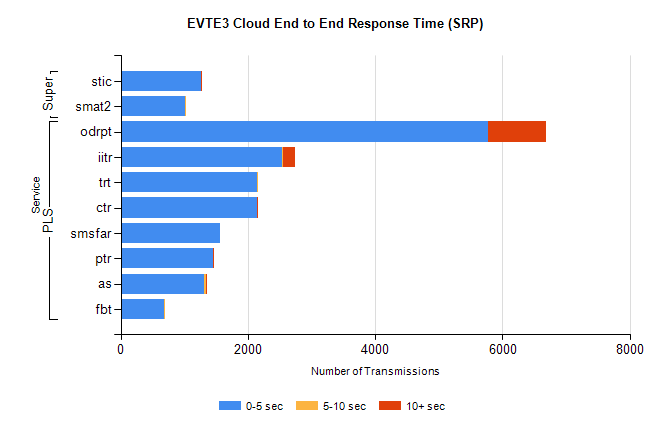 EVTE3 Cloud End to End Response Time (SRP)
Service
Super
PLS
stic
smat2
odrpt
iitr
trt
ctr
smsfar
ptr
as
fbt
0 2000 4000 6000 8000
Number of Transmissions
0-5 sec 5-10 sec 10+ sec